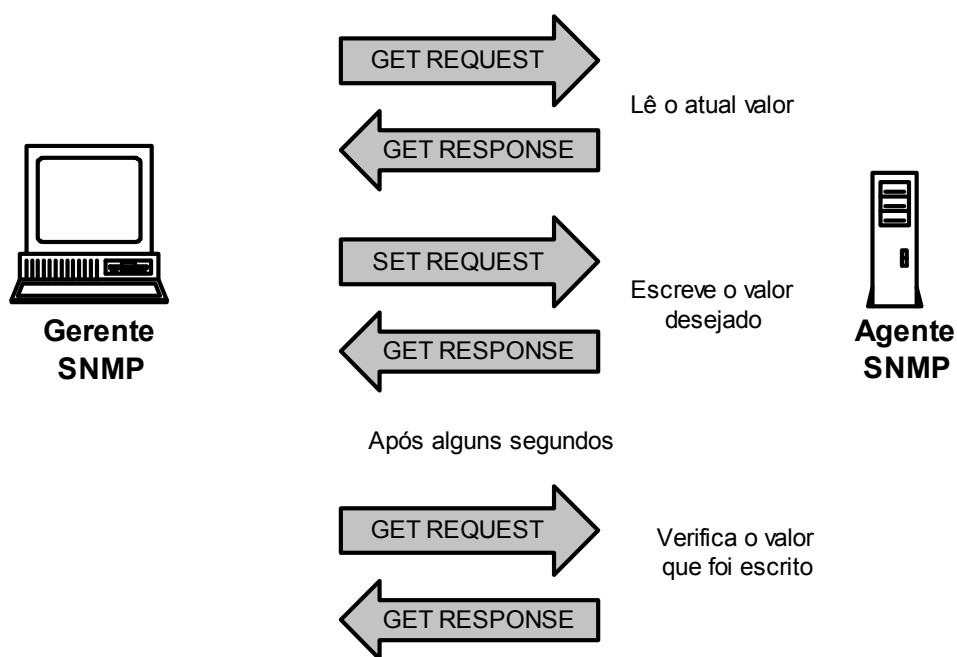 GET REQUEST
Lê o atual valor
GET RESPONSE
SET REQUEST
Escreve o valor
desejado
Gerente
SNMP
GET RESPONSE
Agente
SNMP
Após alguns segundos
GET REQUEST
Verifica o valor
que foi escrito
GET RESPONSE